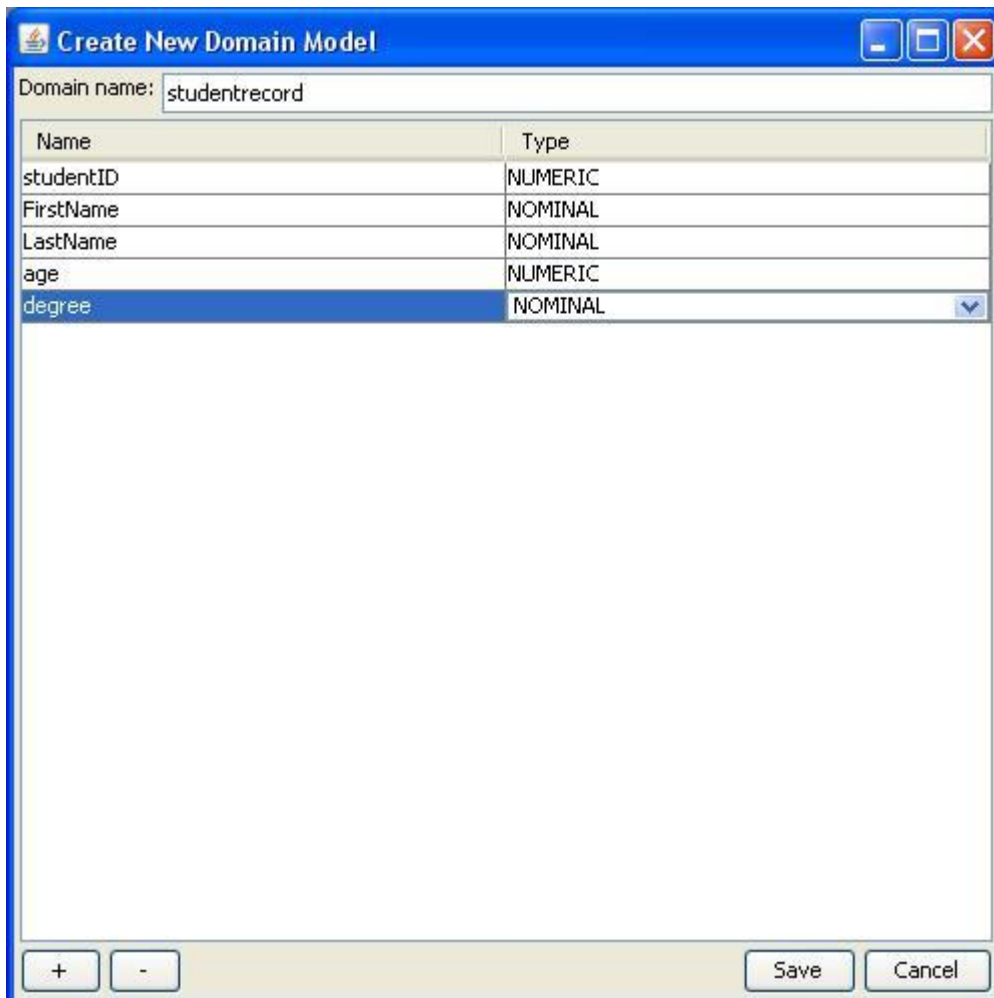 Create New Domain Model
Domain name: studentrecord
Name Type
studentID NUMERIC
FirstName NOMINAL
LastName NOMINAL
age NUMERIC
degree NOMINAL
+ - Save Cancel